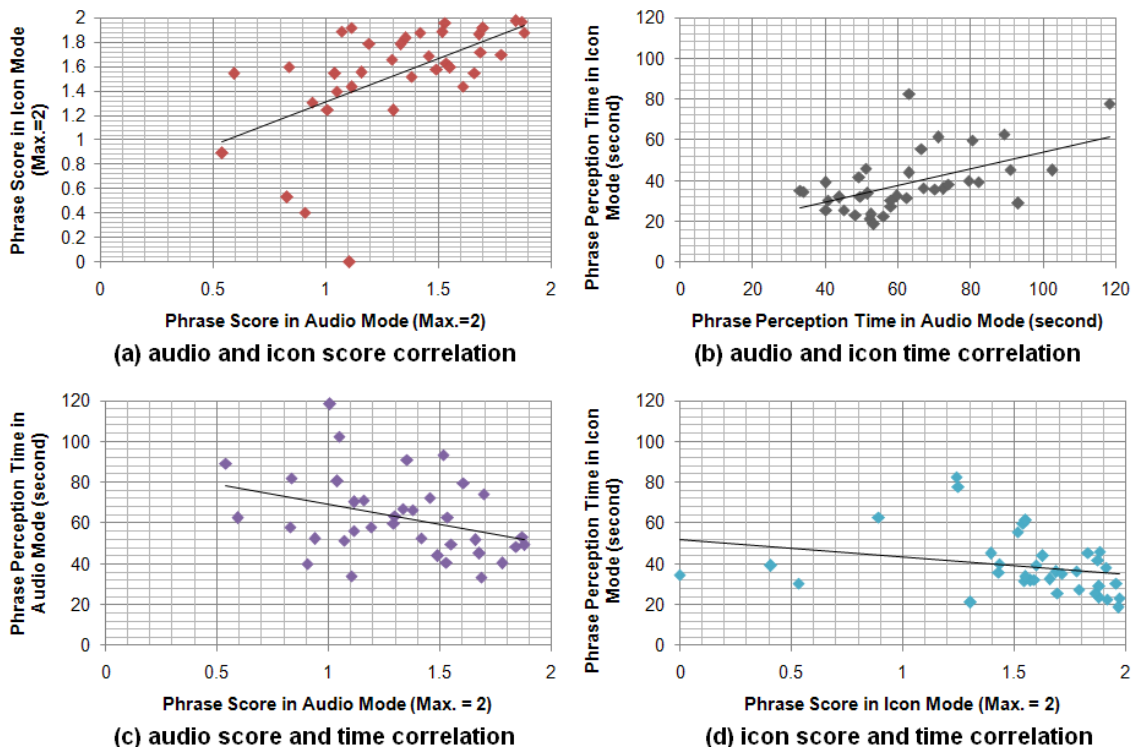 Phrase Score in Icon Mode
(Max.=2)
2
1.8
1.6
1.4
1.2
1
0.8
0.6
0.4
0.2
0
0 0.5 1 1.5 2
Phrase Score in Audio Mode (Max.=2)
(a) audio and icon score correlation
Phrase Perception Time in Icon
Mode (second)
120
100
80
60
40
20
0
0 20 40 60 80 100 120
Phrase Perception Time in Audio Mode (second)
(b) audio and icon time correlation
Phrase Perception Time in
Audio Mode (second)
120
100
80
60
40
20
0
0 0.5 1 1.5 2
Phrase Score in Audio Mode (Max. = 2)
(c) audio score and time correlation
Phrase Perception Time in Icon
Mode (second)
120
100
80
60
40
20
0
0 0.5 1 1.5 2
Phrase Score in Icon Mode (Max. = 2)
(d) icon score and time correlation